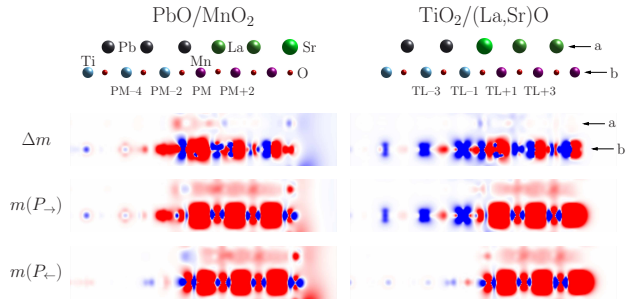 PbO/MnO₂ TiO₂/(La,Sr)O
Pb La Sr a
Ti Mn O b
PM−4 PM−2 PM PM+2 TL−3 TL−1 TL+1 TL+3
a
Δm b
m(P→)
m(P←)